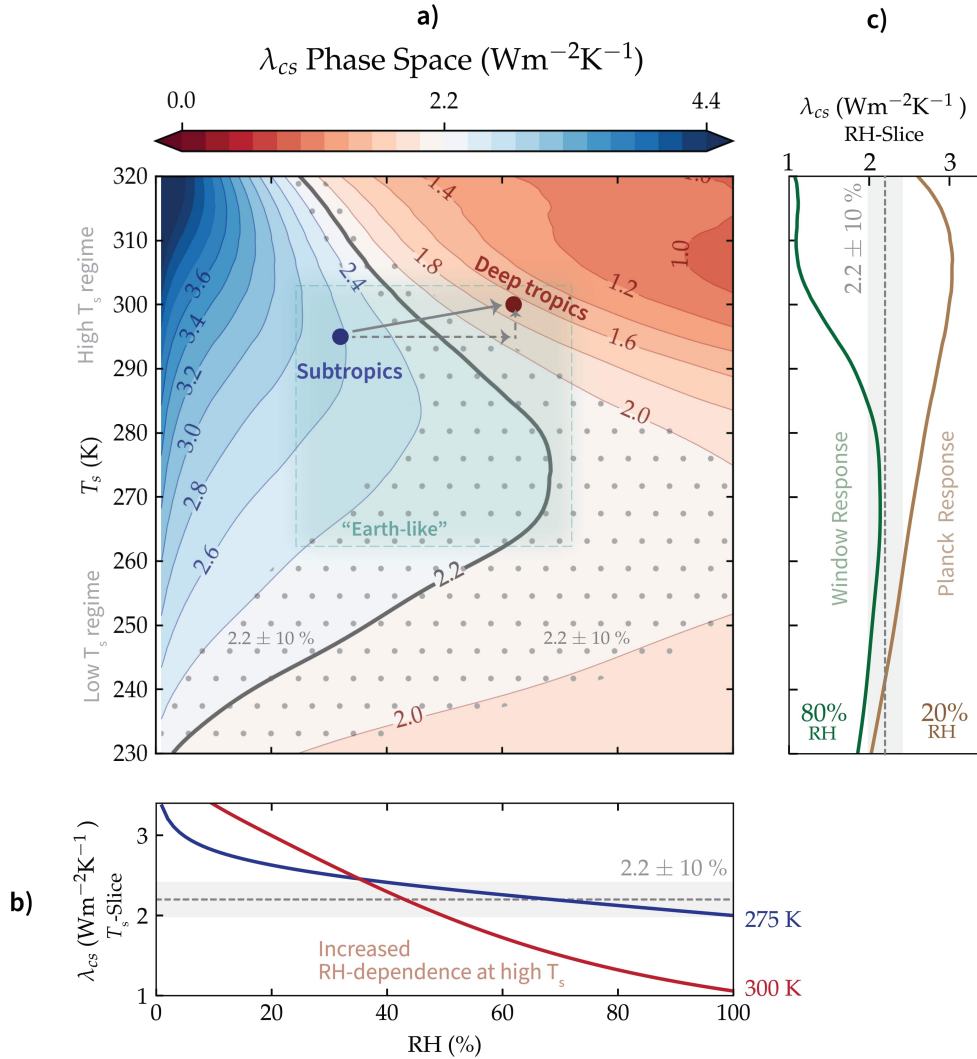 a)
λcs Phase Space (Wm−2K−1)
0.0 2.2 4.4
320
310
300
290
280
270
260
250
240
230
Ts (K)
High Ts regime
Low Ts regime
3.6
3.4
3.2
3.0
2.8
2.6
2.4
2.2
2.0
1.8
1.4
1.0
1.2
1.6
2.0
1.0
Deep tropics
Subtropics
“Earth-like”
2.2 ± 10 %
2.2 ± 10 %
c)
λcs (Wm−2K−1)
RH-Slice
1 2 3
2.2 ± 10 %
Window Response
Planck Response
80%
RH
20%
RH
b)
λcs (Wm−2K−1)
Ts-Slice
3
2
1
2.2 ± 10 %
Increased
RH-dependence at high Ts
275 K
300 K
0 20 40 60 80 100
RH (%)